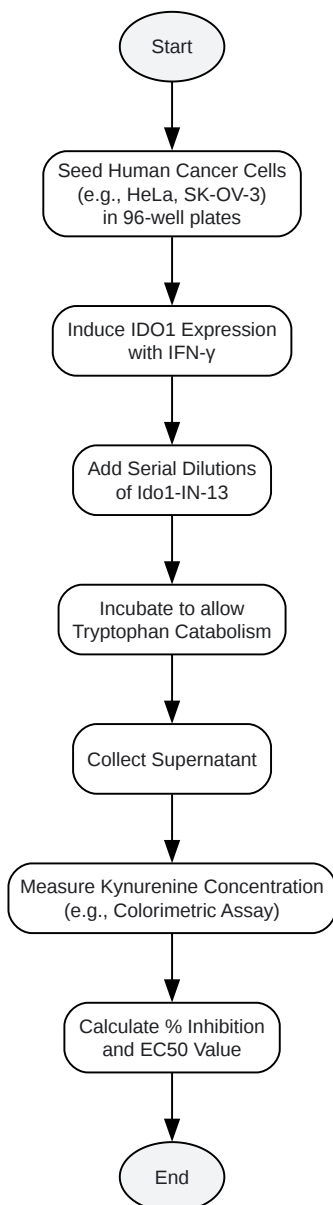 Start
Seed Human Cancer Cells
(e.g., HeLa, SK-OV-3)
in 96-well plates
Induce IDO1 Expression
with IFN-γ
Add Serial Dilutions
of Ido1-IN-13
Incubate to allow
Tryptophan Catabolism
Collect Supernatant
Measure Kynurenine Concentration
(e.g., Colorimetric Assay)
Calculate % Inhibition
and EC50 Value
End